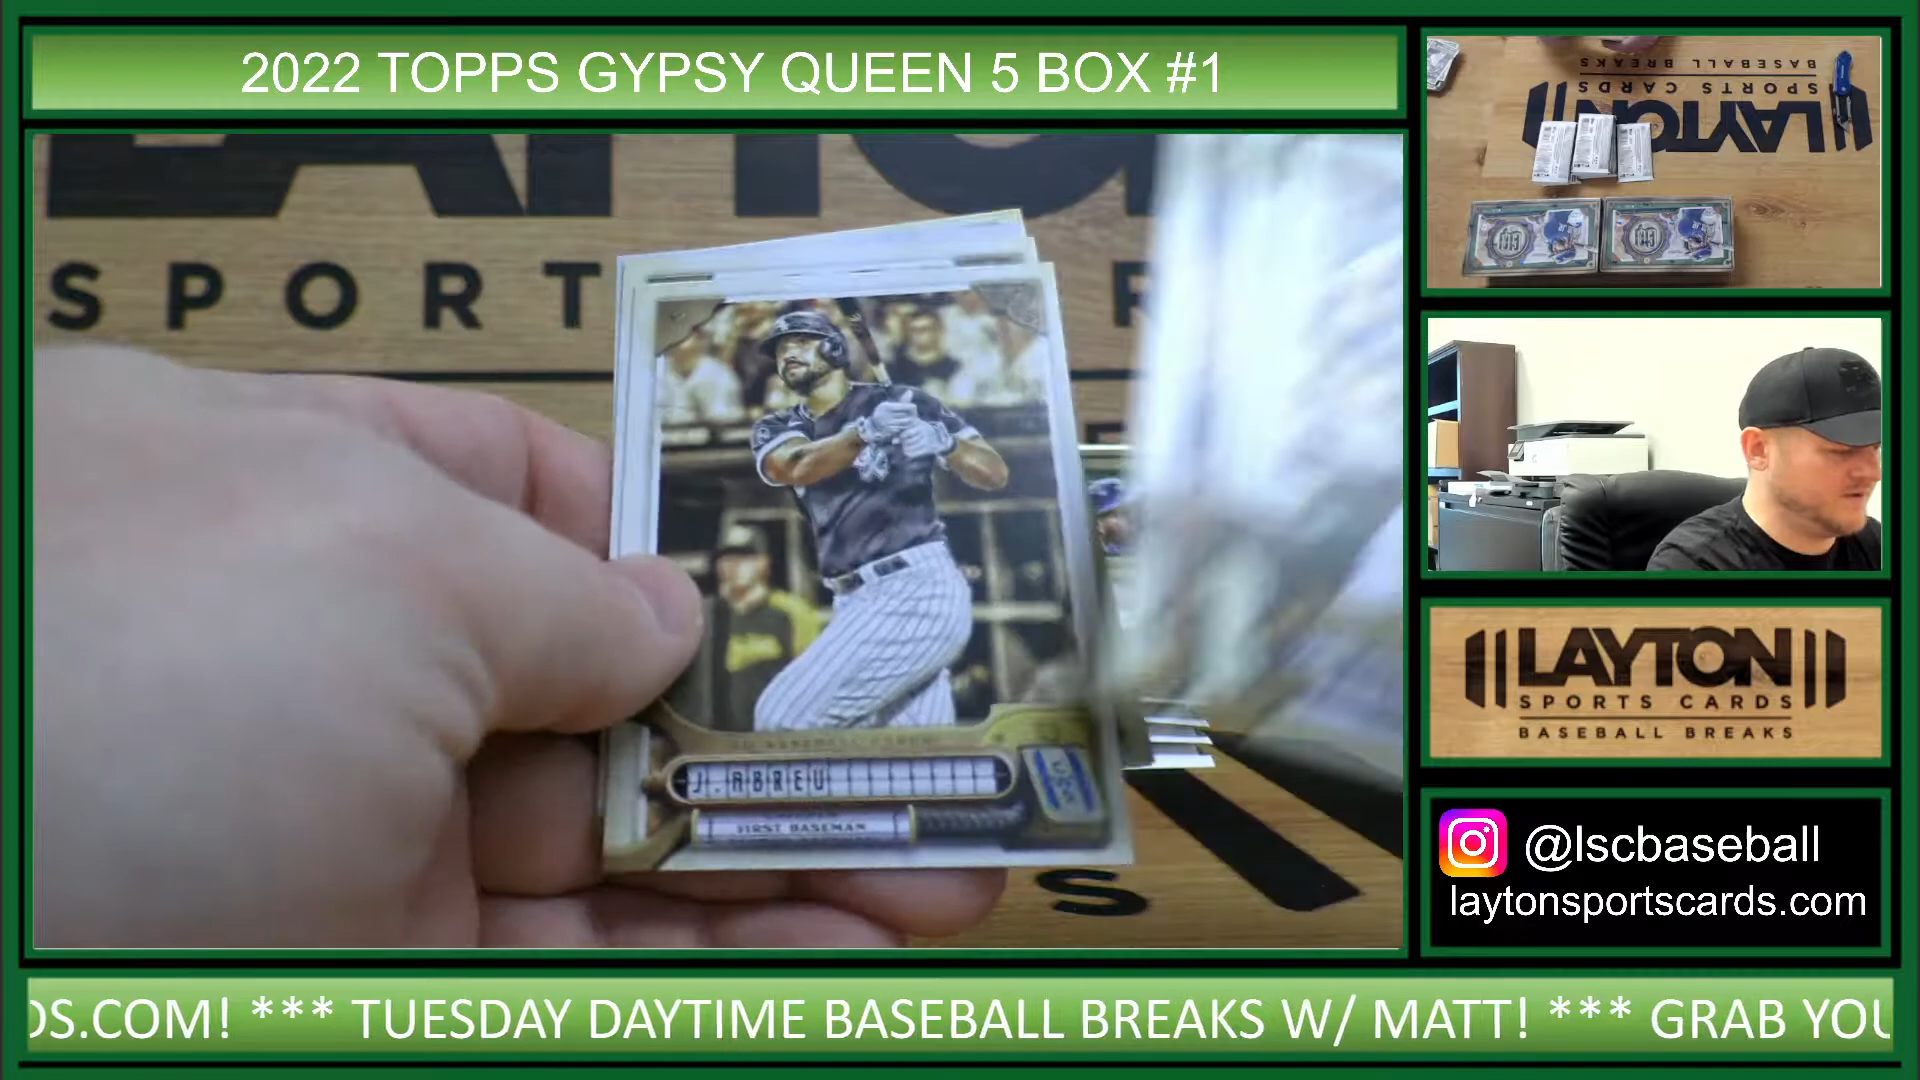 2022 TOPPS GYPSY QUEEN 5 BOX #1
LAYTON
SPORTS CARDS
BASEBALL BREAKS
SPORT
S
J. ABREU
FIRST BASEMAN
LAYTON
SPORTS CARDS
BASEBALL BREAKS
@lscbaseball
laytonsportscards.com
DS.COM! *** TUESDAY DAYTIME BASEBALL BREAKS W/ MATT! *** GRAB YOU